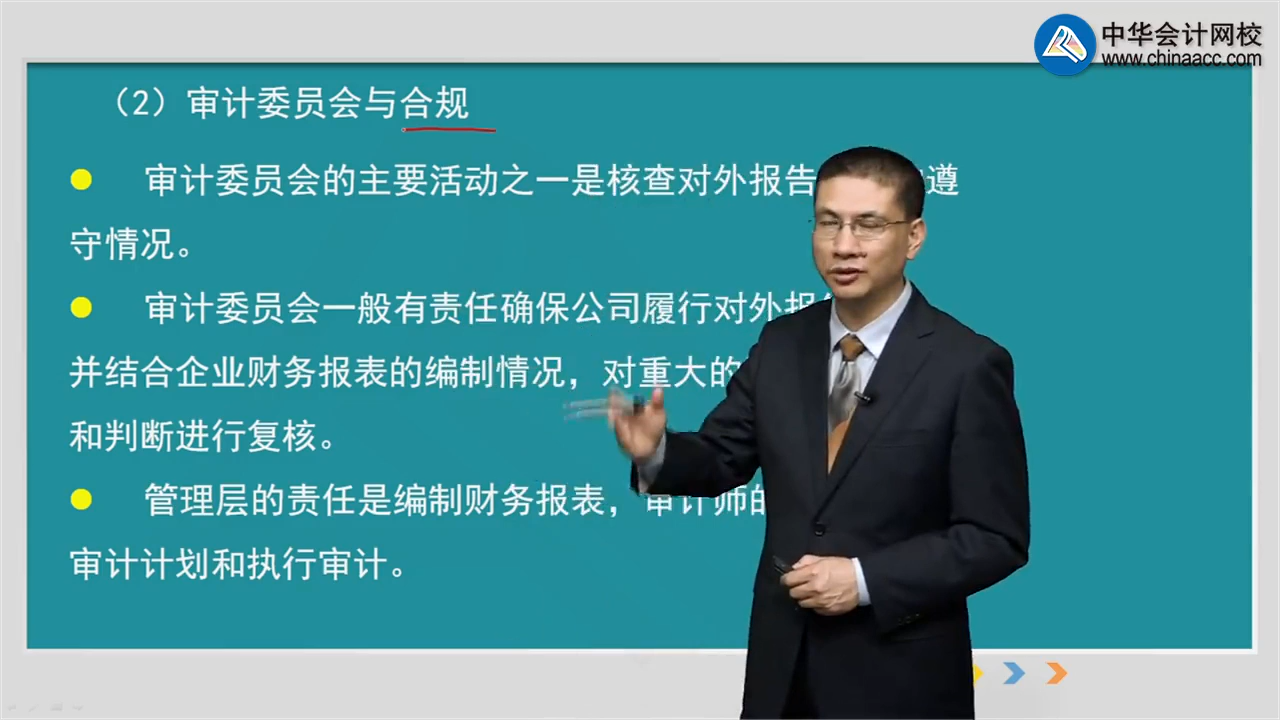 中华会计网校
www.chinaacc.com
（2）审计委员会与合规
审计委员会的主要活动之一是核查对外报告 遵
守情况。
审计委员会一般有责任确保公司履行对外报
并结合企业财务报表的编制情况，对重大的
和判断进行复核。
管理层的责任是编制财务报表，审计师的
审计计划和执行审计。